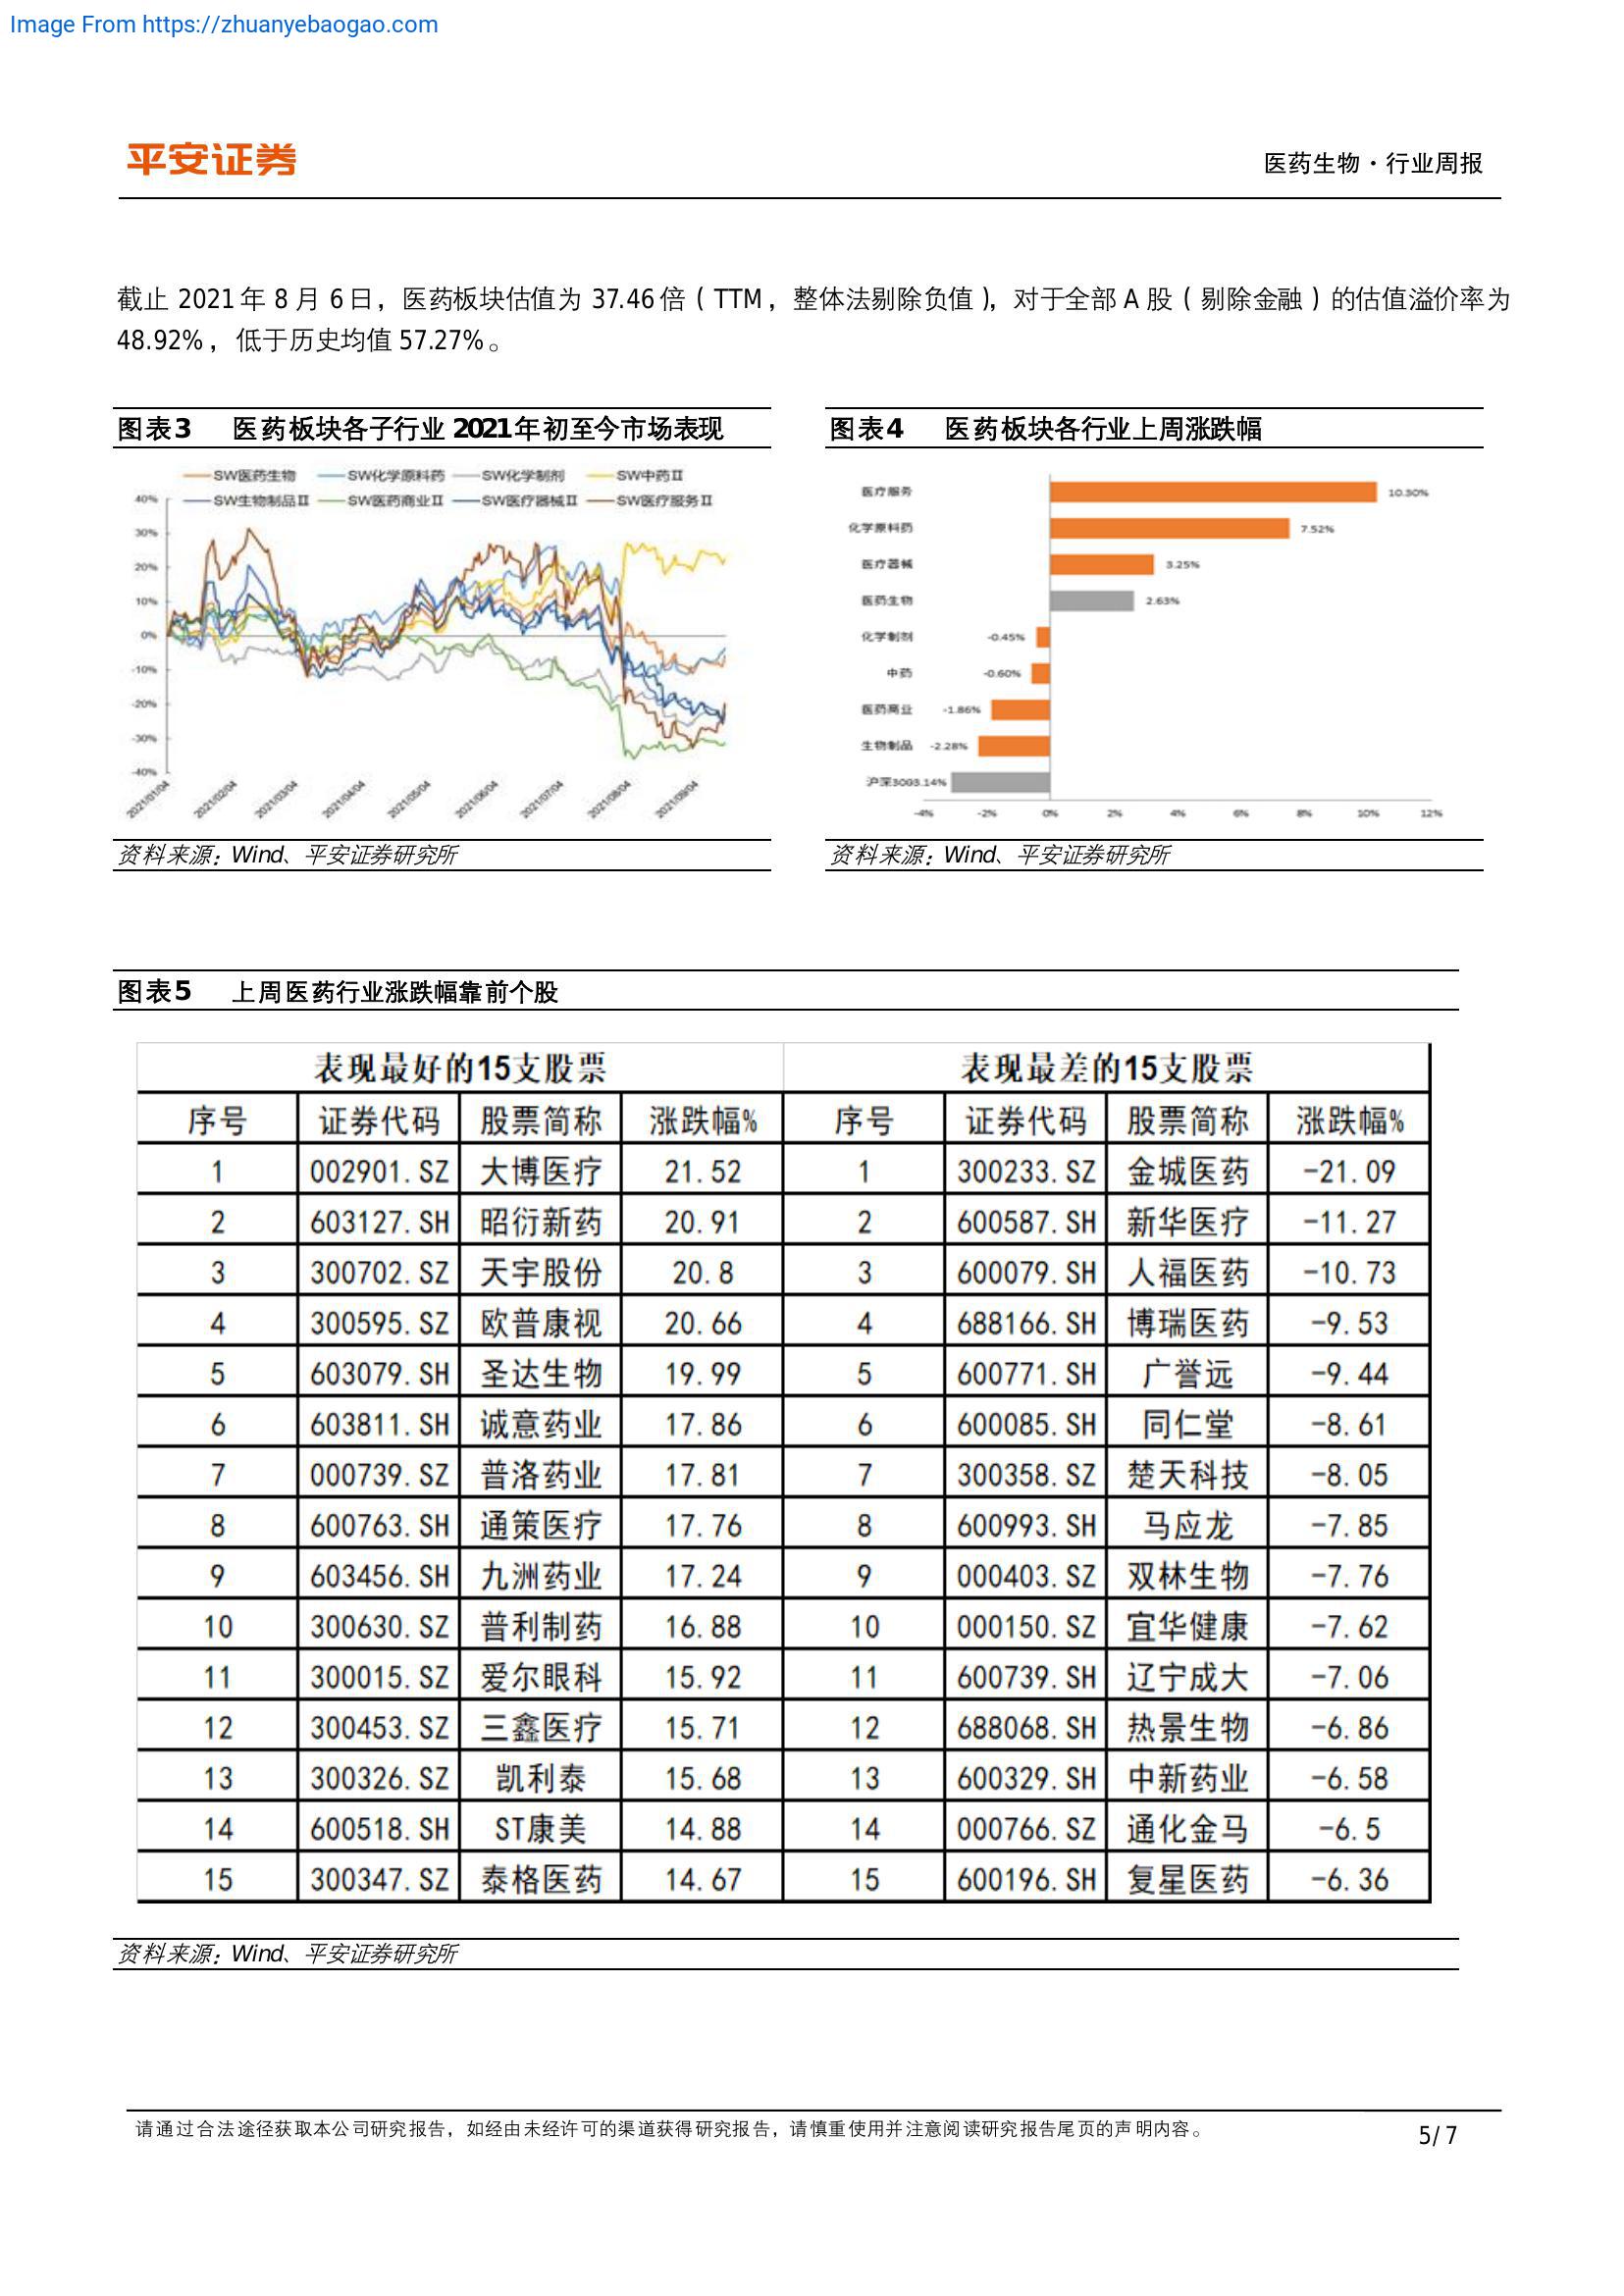 Image From https://zhuanyebaogao.com
平安证券
医药生物·行业周报
截止 2021 年 8 月 6 日，医药板块估值为 37.46 倍（TTM，整体法剔除负值），对于全部 A 股（剔除金融）的估值溢价率为
48.92%，低于历史均值 57.27%。
图表3 医药板块各子行业 2021年初至今市场表现
SW医药生物 SW化学原料药 SW化学制剂 SW中药II
SW生物制品II SW医药商业II SW医疗器械II SW医疗服务II
40%
30%
20%
10%
0%
-10%
-20%
-30%
-40%
2021/01/04 2021/02/04 2021/03/04 2021/04/04 2021/05/04 2021/06/04 2021/07/04 2021/08/04 2021/09/04
资料来源：Wind、平安证券研究所
图表4 医药板块各行业上周涨跌幅
医疗服务 10.30%
化学原料药 7.52%
医疗器械 3.25%
医药生物 2.63%
化学制剂 -0.45%
中药 -0.60%
医药商业 -1.86%
生物制品 -2.28%
沪深3003.14%
-4% -2% 0% 2% 4% 6% 8% 10% 12%
资料来源：Wind、平安证券研究所
图表5 上周医药行业涨跌幅靠前个股
表现最好的15支股票 表现最差的15支股票
序号 证券代码 股票简称 涨跌幅% 序号 证券代码 股票简称 涨跌幅%
1 002901.SZ 大博医疗 21.52 1 300233.SZ 金城医药 -21.09
2 603127.SH 昭衍新药 20.91 2 600587.SH 新华医疗 -11.27
3 300702.SZ 天宇股份 20.8 3 600079.SH 人福医药 -10.73
4 300595.SZ 欧普康视 20.66 4 688166.SH 博瑞医药 -9.53
5 603079.SH 圣达生物 19.99 5 600771.SH 广誉远 -9.44
6 603811.SH 诚意药业 17.86 6 600085.SH 同仁堂 -8.61
7 000739.SZ 普洛药业 17.81 7 300358.SZ 楚天科技 -8.05
8 600763.SH 通策医疗 17.76 8 600993.SH 马应龙 -7.85
9 603456.SH 九洲药业 17.24 9 000403.SZ 双林生物 -7.76
10 300630.SZ 普利制药 16.88 10 000150.SZ 宜华健康 -7.62
11 300015.SZ 爱尔眼科 15.92 11 600739.SH 辽宁成大 -7.06
12 300453.SZ 三鑫医疗 15.71 12 688068.SH 热景生物 -6.86
13 300326.SZ 凯利泰 15.68 13 600329.SH 中新药业 -6.58
14 600518.SH ST康美 14.88 14 000766.SZ 通化金马 -6.5
15 300347.SZ 泰格医药 14.67 15 600196.SH 复星医药 -6.36
资料来源：Wind、平安证券研究所
请通过合法途径获取本公司研究报告，如经由未经许可的渠道获得研究报告，请慎重使用并注意阅读研究报告尾页的声明内容。
5/ 7